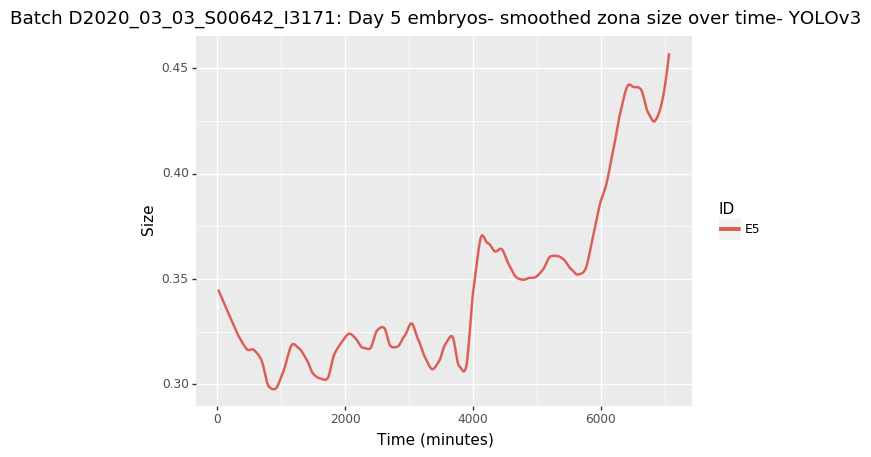 Batch D2020_03_03_S00642_I3171: Day 5 embryos- smoothed zona size over time- YOLOv3
0.45
0.40
0.35
0.30
Size
0
2000
4000
6000
Time (minutes)
ID
E5